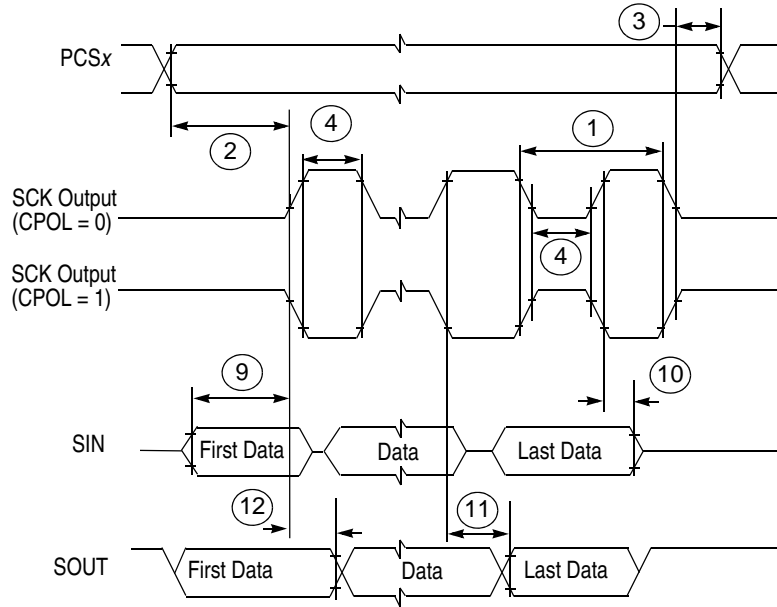 3
PCSx
2
4
1
SCK Output
(CPOL = 0)
4
SCK Output
(CPOL = 1)
9
10
SIN
First Data
Data
Last Data
12
11
SOUT
First Data
Data
Last Data